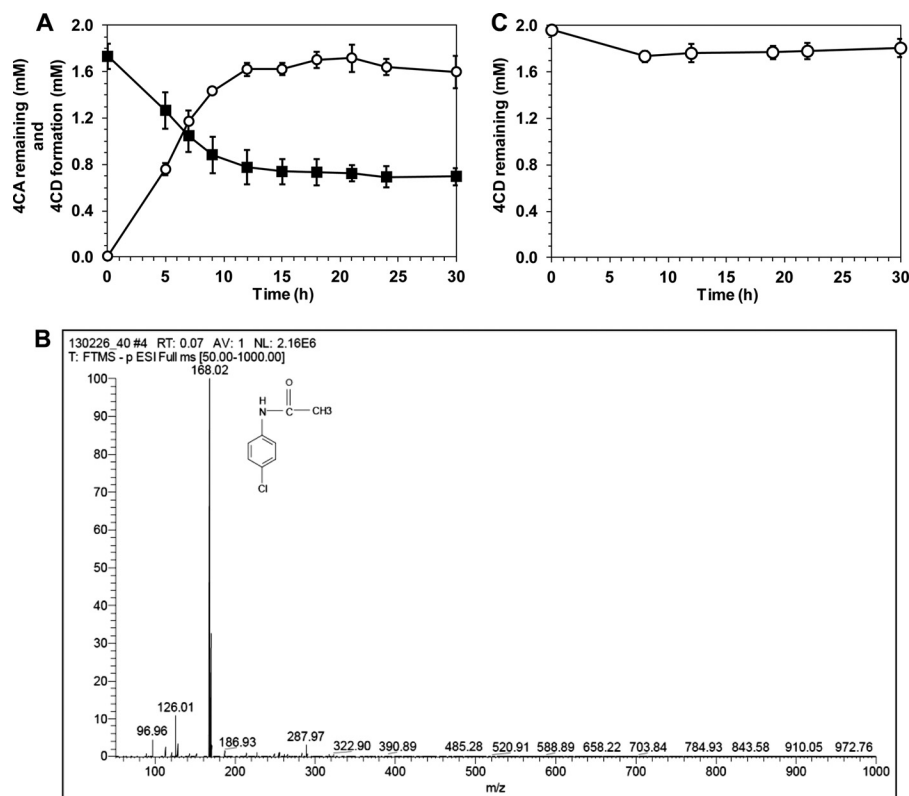 A
2.0
1.6
1.2
0.8
0.4
0.0
4CA remaining (mM)
and
4CD formation (mM)
0 5 10 15 20 25 30
Time (h)
C
2.0
1.6
1.2
0.8
0.4
0.0
4CD remaining (mM)
0 5 10 15 20 25 30
Time (h)
B
130226_40 #4 RT: 0.07 AV: 1 NL: 2.16E6
T: FTMS - p ESI Full ms [50.00-1000.00]
168.02
100
90
80
70
60
50
40
30
20
10
0
O
H
N C CH3
Cl
126.01
96.96
186.93
287.97
322.90 390.89 485.28 520.91 588.89 658.22 703.84 784.93 843.58 910.05 972.76
100 200 300 400 500 600 700 800 900 1000
m/z